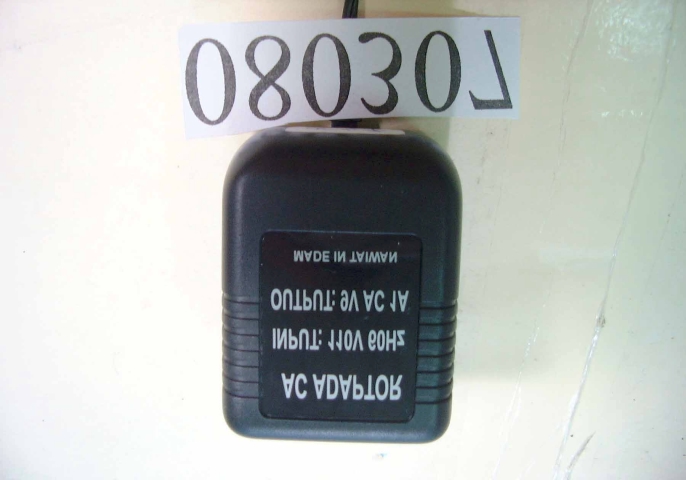 AC ADAPTOR
INPUT: 110V 60Hz
OUTPUT: 9V AC 1A
MADE IN TAIWAN
080307